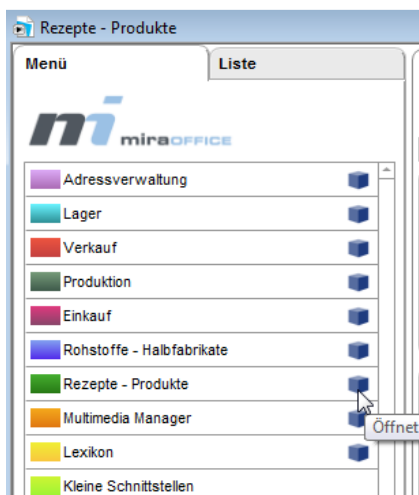 Rezepte - Produkte
Menü
Liste
mi miraOFFICE
Adressverwaltung
Lager
Verkauf
Produktion
Einkauf
Rohstoffe - Halbfabrikate
Rezepte - Produkte
Multimedia Manager
Öffnet
Lexikon
Kleine Schnittstellen